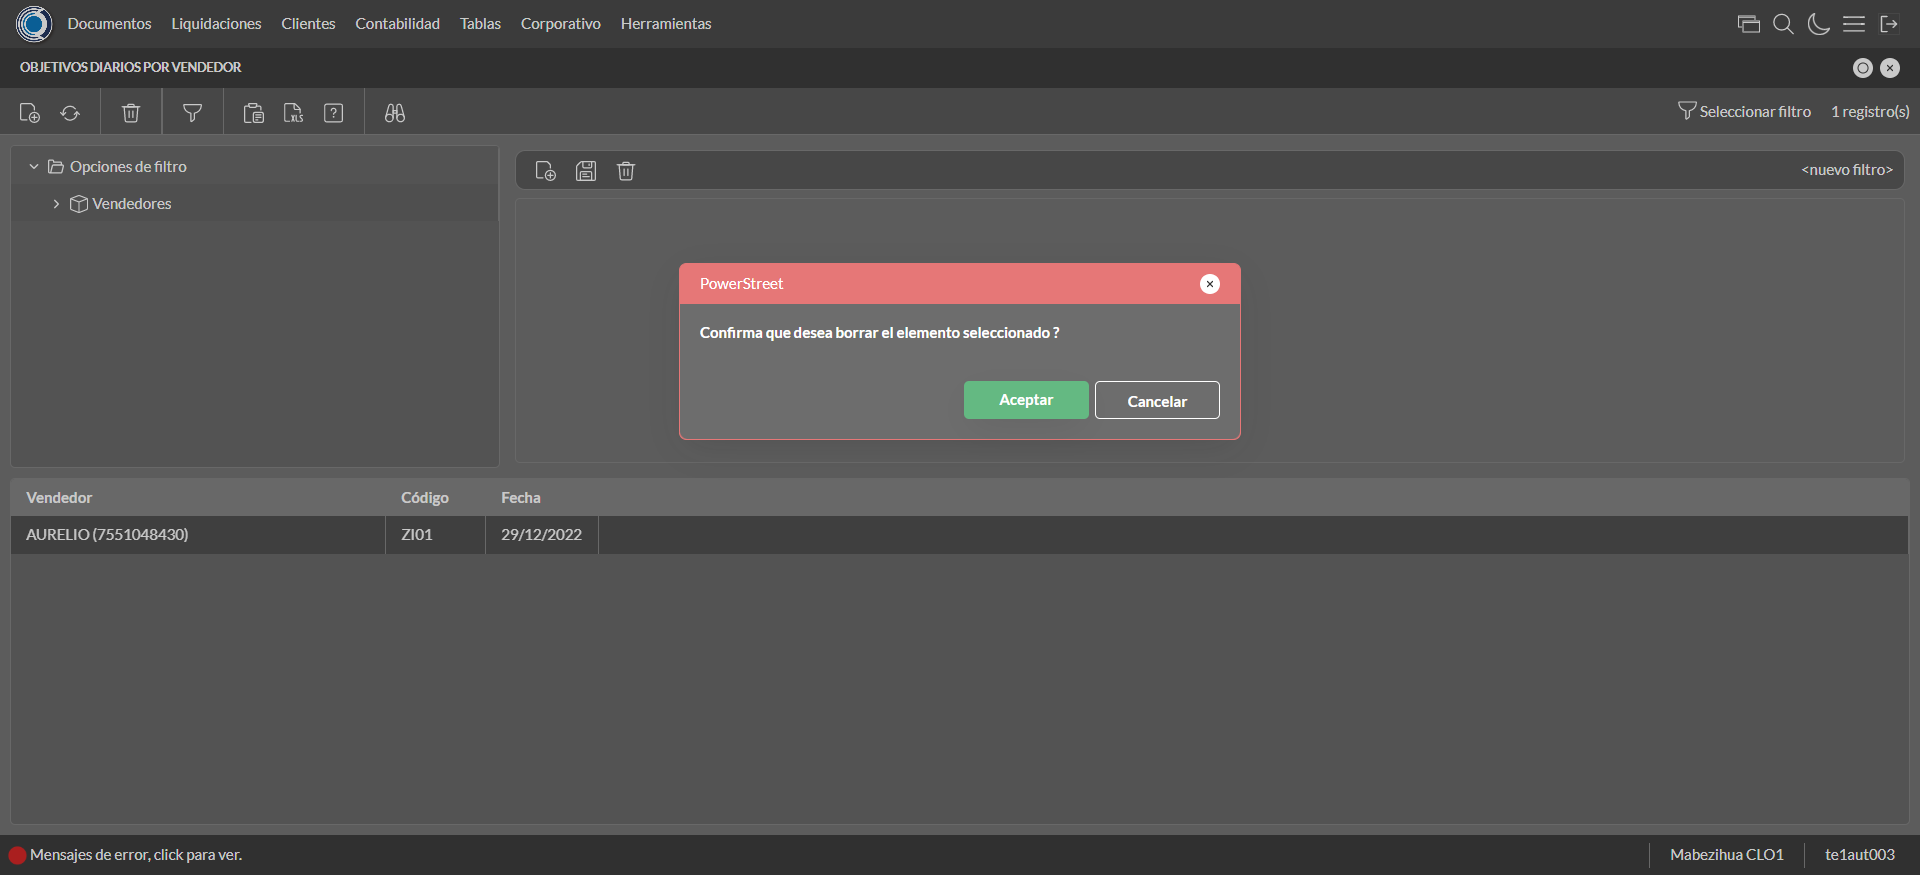 Documentos Liquidaciones Clientes Contabilidad Tablas Corporativo Herramientas
OBJETIVOS DIARIOS POR VENDEDOR
XLS ? Seleccionar filtro 1 registro(s)
Opciones de filtro
<nuevo filtro>
Vendedores
PowerStreet
Confirma que desea borrar el elemento seleccionado ?
Aceptar Cancelar
Vendedor Código Fecha
AURELIO (7551048430) ZI01 29/12/2022
Mensajes de error, click para ver. Mabezihua CLO1 te1aut003